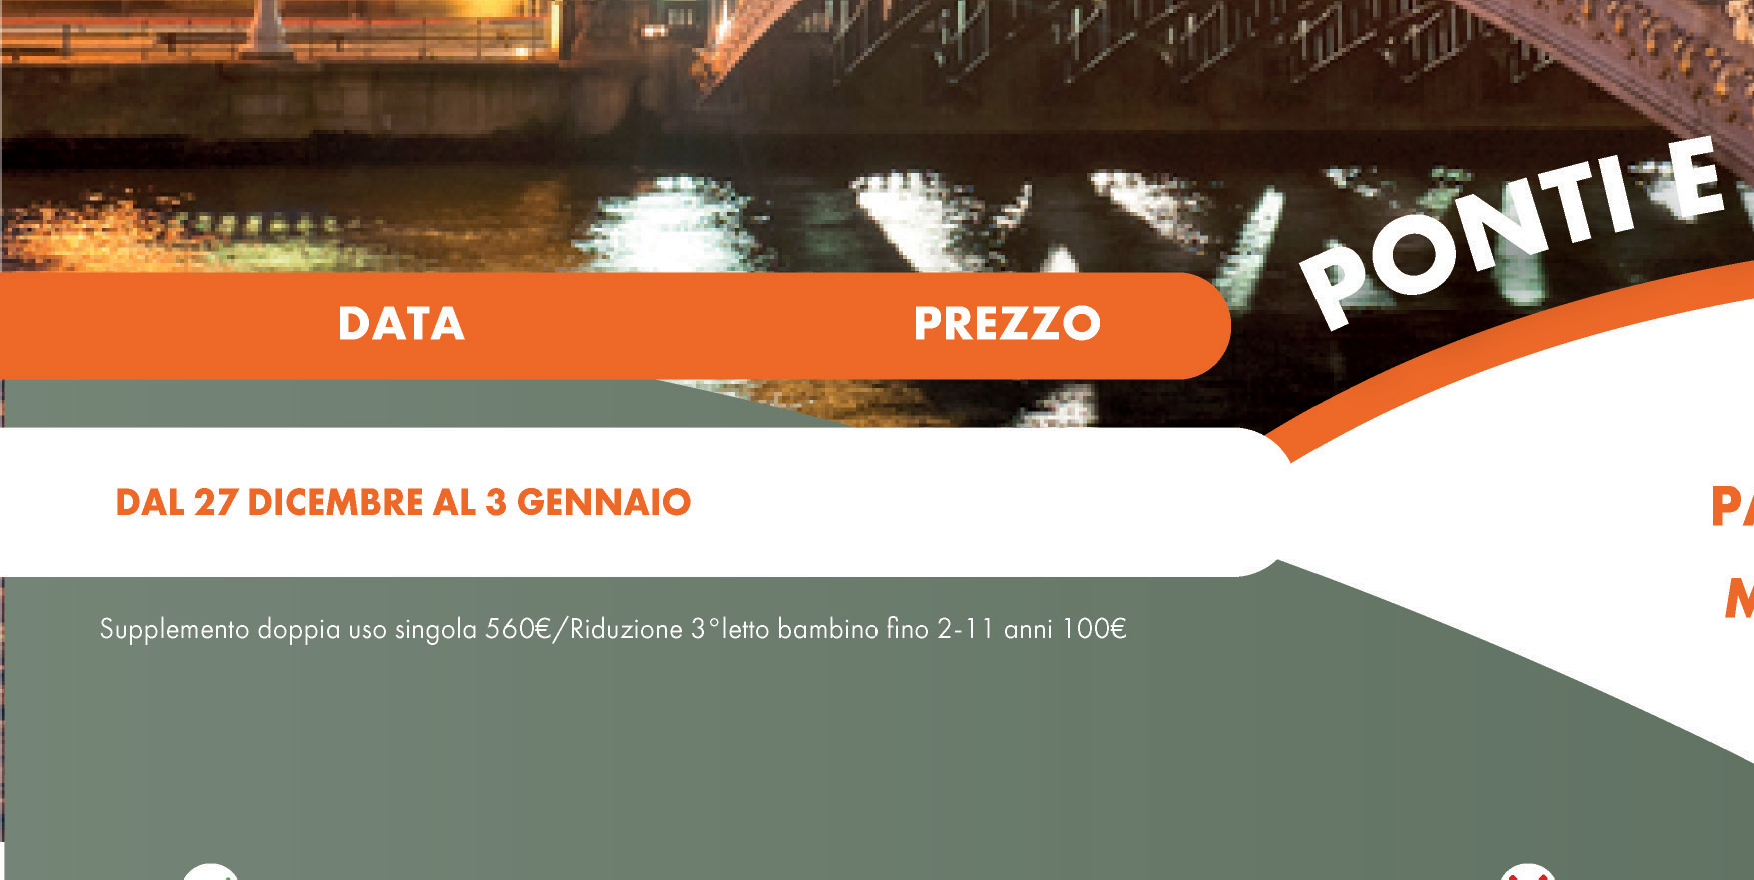 PONTI E
DATA PREZZO
DAL 27 DICEMBRE AL 3 GENNAIO
PA
M
Supplemento doppia uso singola 560€/Riduzione 3°letto bambino fino 2-11 anni 100€